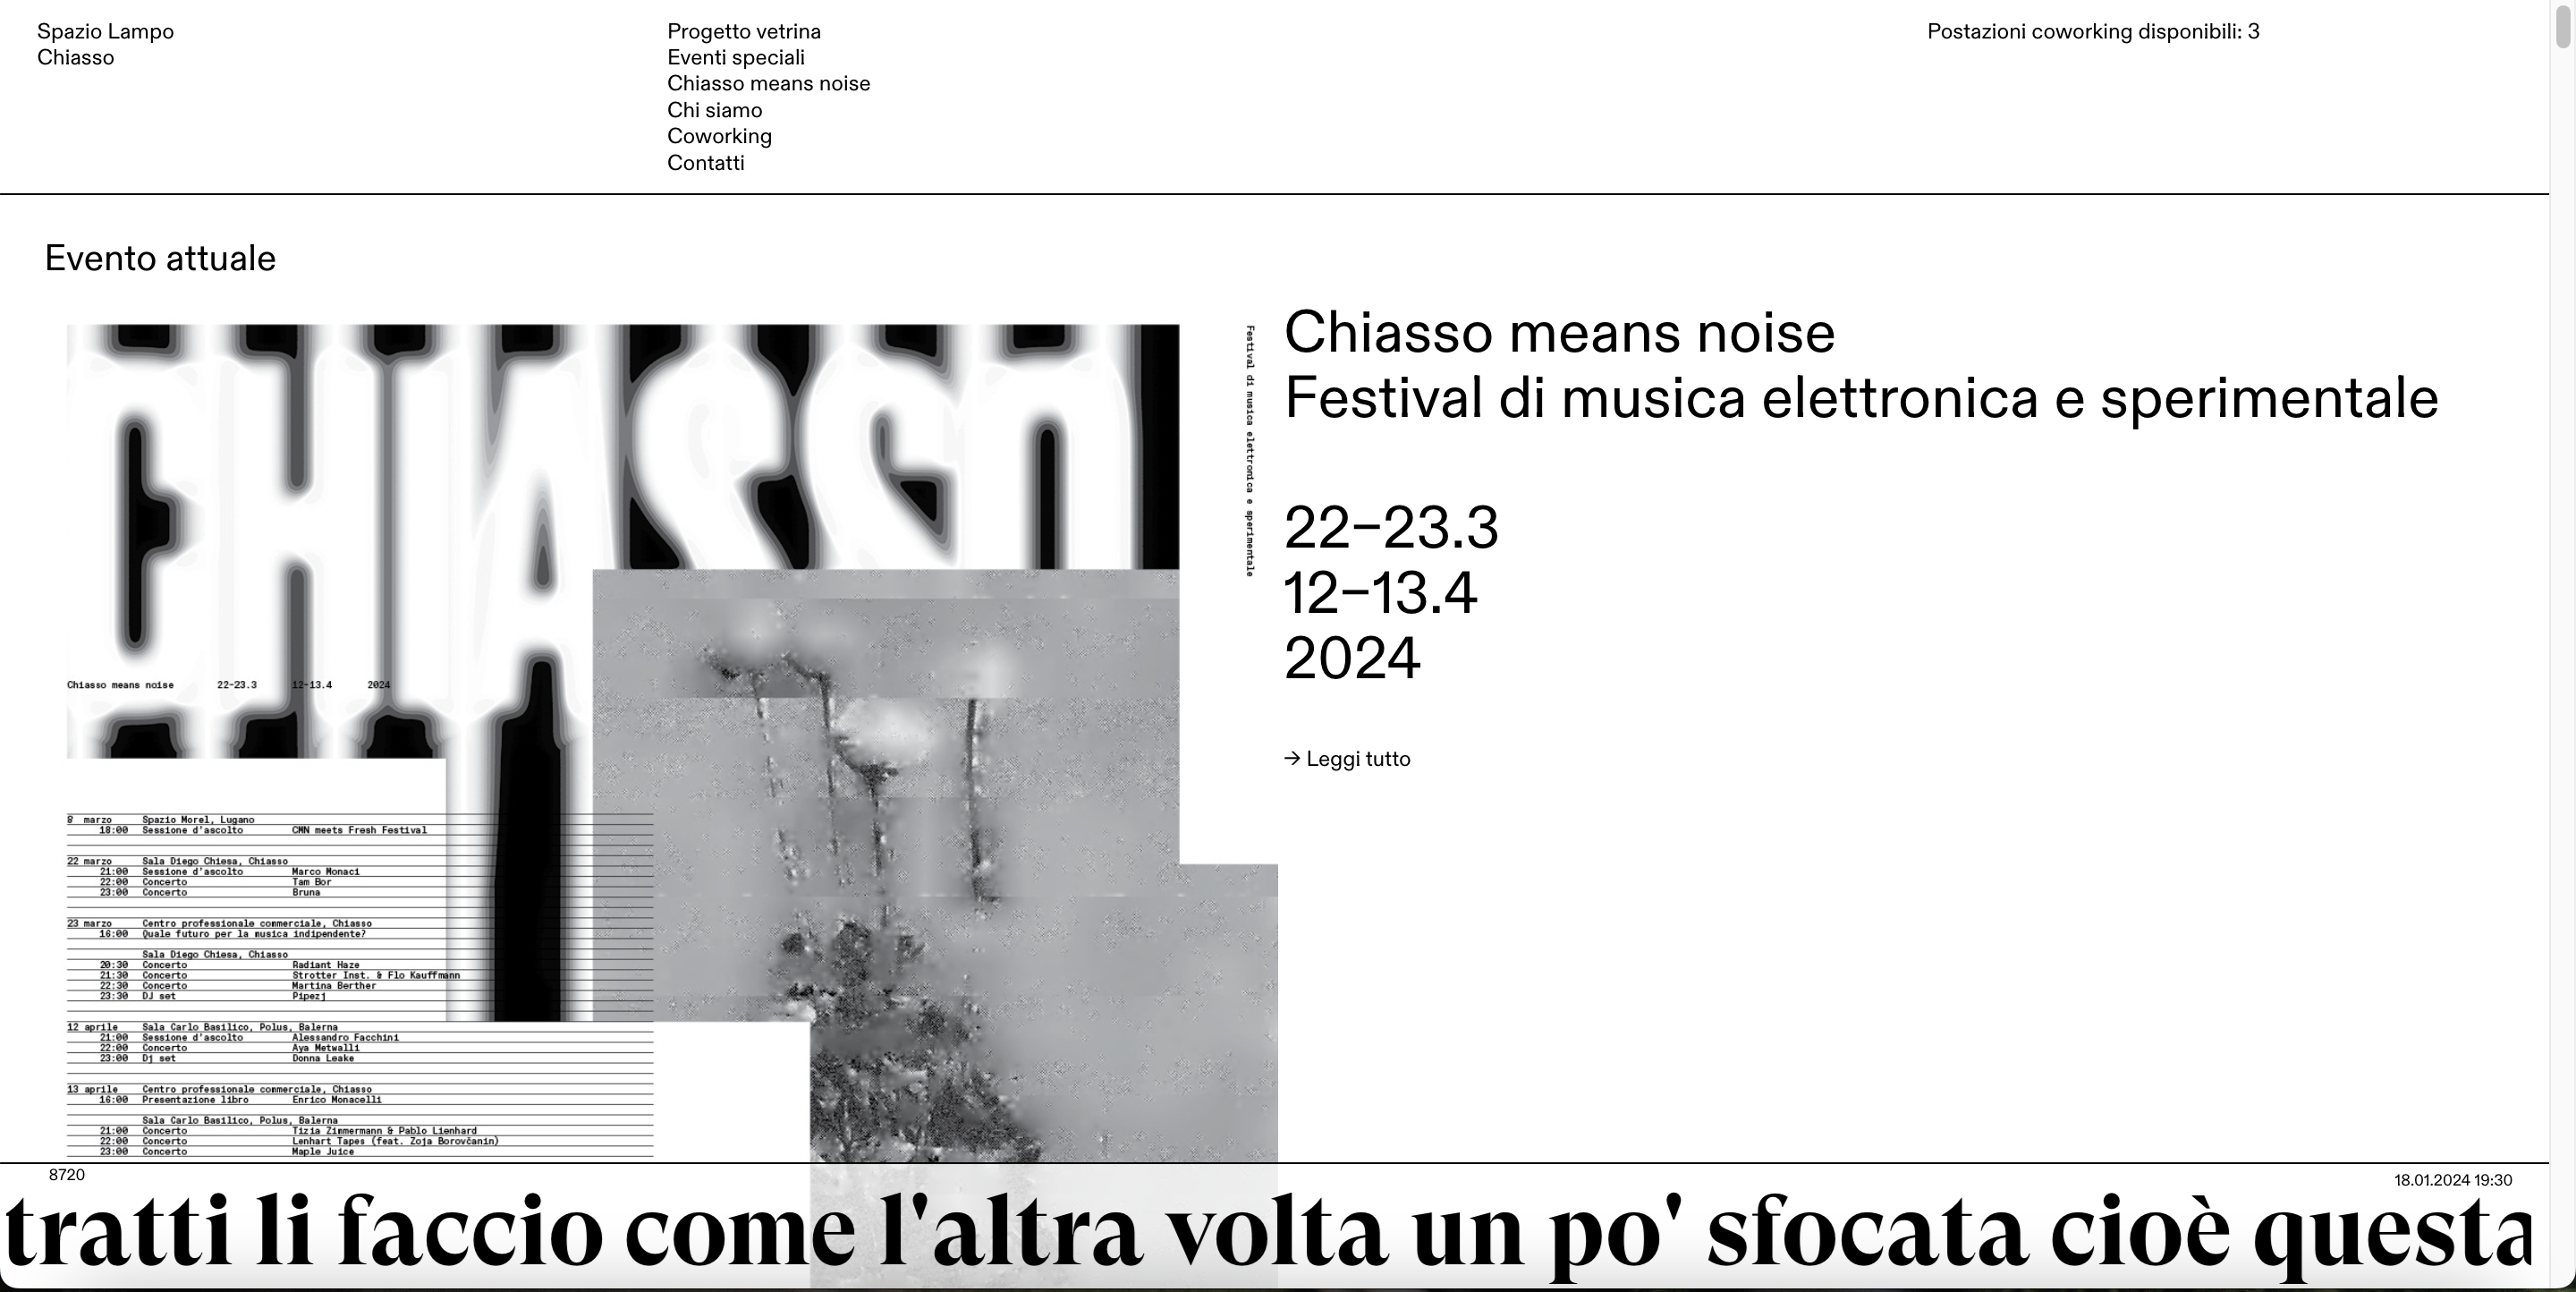 Spazio Lampo
Chiasso
Progetto vetrina
Eventi speciali
Chiasso means noise
Chi siamo
Coworking
Contatti
Postazioni coworking disponibili: 3
Evento attuale
CHIASSO
Festival di musica elettronica e sperimentale
Chiasso means noise 22-23.3 12-13.4 2024
8 marzo Spazio Morel, Lugano
18:00 Sessione d'ascolto CMN meets Fresh Festival
22 marzo Sala Diego Chiesa, Chiasso
21:00 Sessione d'ascolto Marco Monaci
22:00 Concerto Tam Bor
23:00 Concerto Bruna
23 marzo Centro professionale commerciale, Chiasso
16:00 Quale futuro per la musica indipendente?
Sala Diego Chiesa, Chiasso
20:30 Concerto Radiant Haze
21:30 Concerto Strotter Inst. & Flo Kauffmann
22:30 Concerto Martina Berther
23:30 DJ set Pipezj
12 aprile Sala Carlo Basilico, Polus, Balerna
21:00 Sessione d'ascolto Alessandro Facchini
22:00 Concerto Aya Metwalli
23:00 Dj set Donna Leake
13 aprile Centro professionale commerciale, Chiasso
16:00 Presentazione libro Enrico Monacelli
Sala Carlo Basilico, Polus, Balerna
21:00 Concerto Tizia Zimmermann & Pablo Lienhard
22:00 Concerto Lenhart Tapes (feat. Zoja Borovčanin)
23:00 Concerto Maple Juice
Chiasso means noise
Festival di musica elettronica e sperimentale
22–23.3
12–13.4
2024
→ Leggi tutto
8720
18.01.2024 19:30
tratti li faccio come l'altra volta un po' sfocata cioè questa